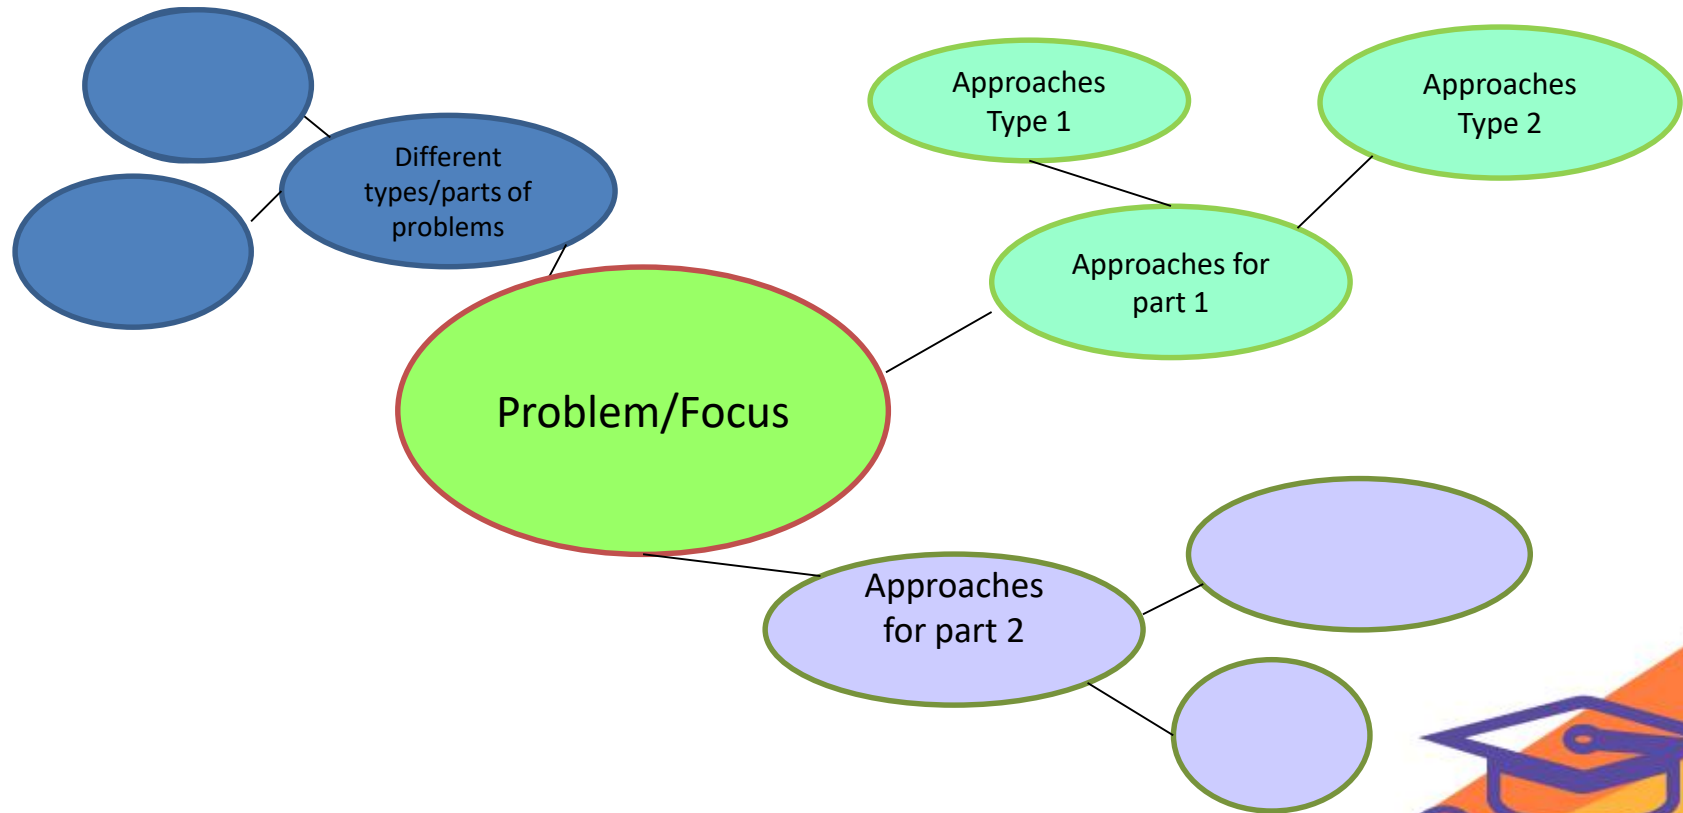 Approaches
Type 1
Approaches
Type 2
Different
types/parts of
problems
Approaches for
part 1
Problem/Focus
Approaches
for part 2